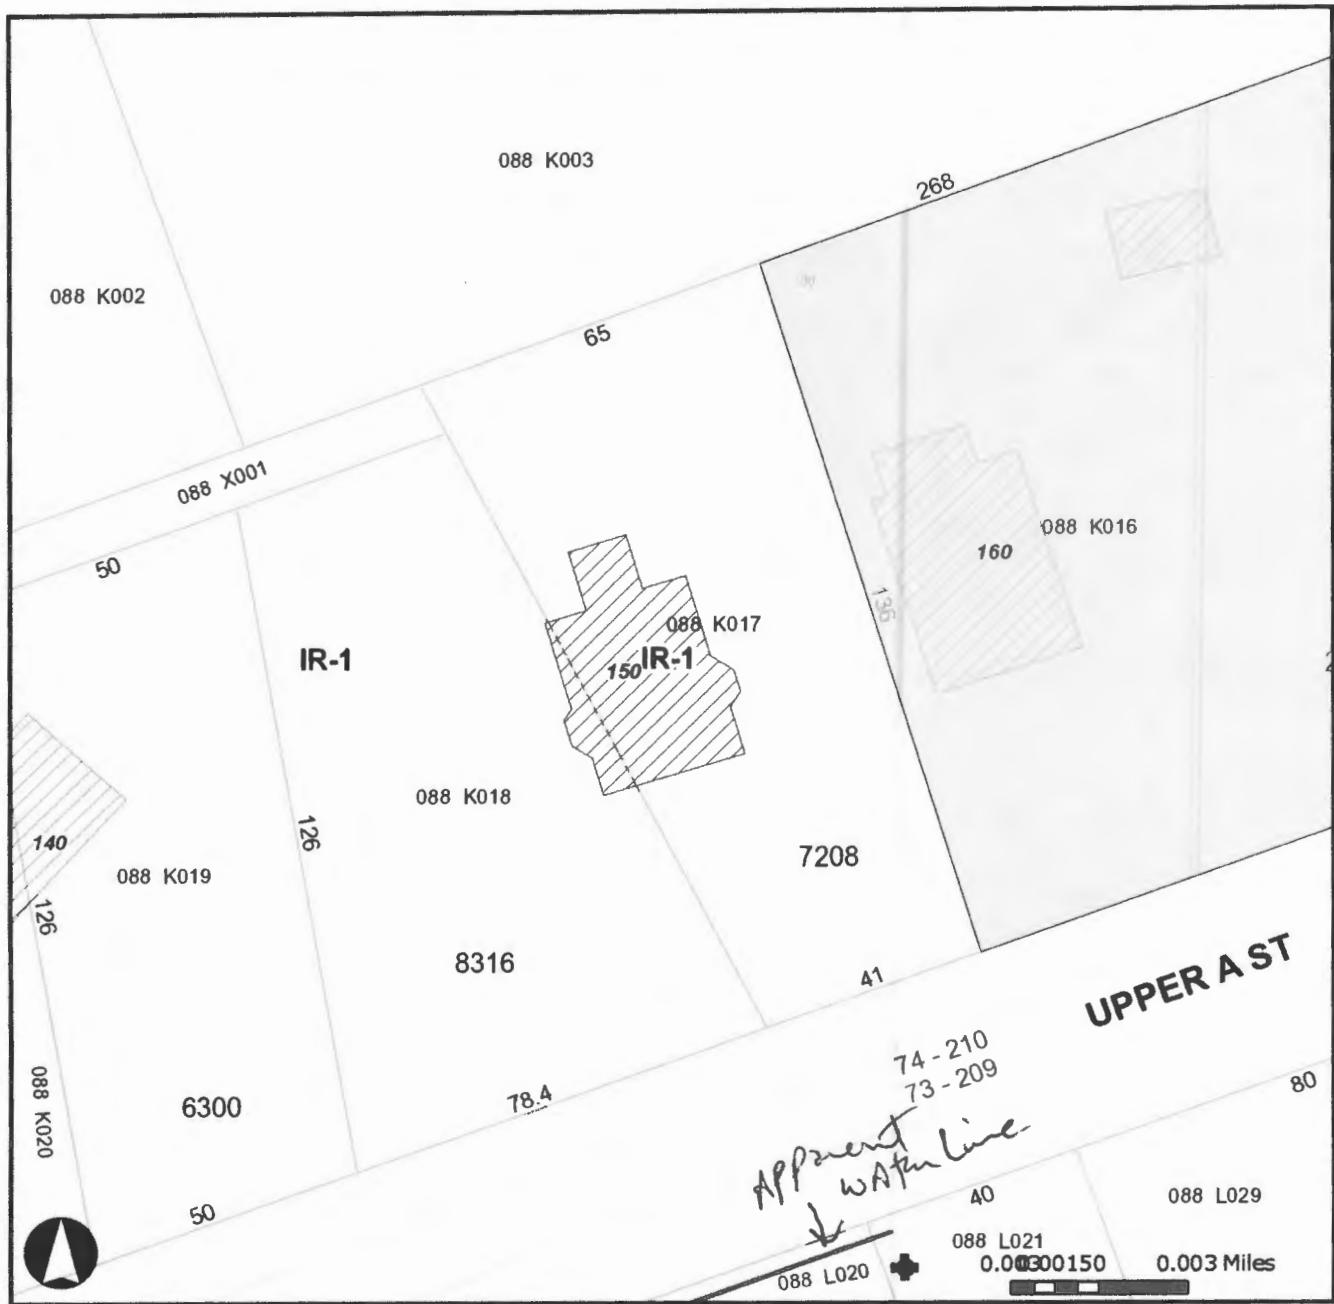 088 K003
268
088 K002
65
088 X001
50
088 K016
160
136
088 K017
IR-1
150 IR-1
126
088 K018
140
088 K019
126
7208
8316
41
UPPER A ST
74 - 210
73 - 209
088 K020
6300
78.4
80
Apparent
water Line
50
40
088 L029
088 L021
088 L020
0.003 Miles